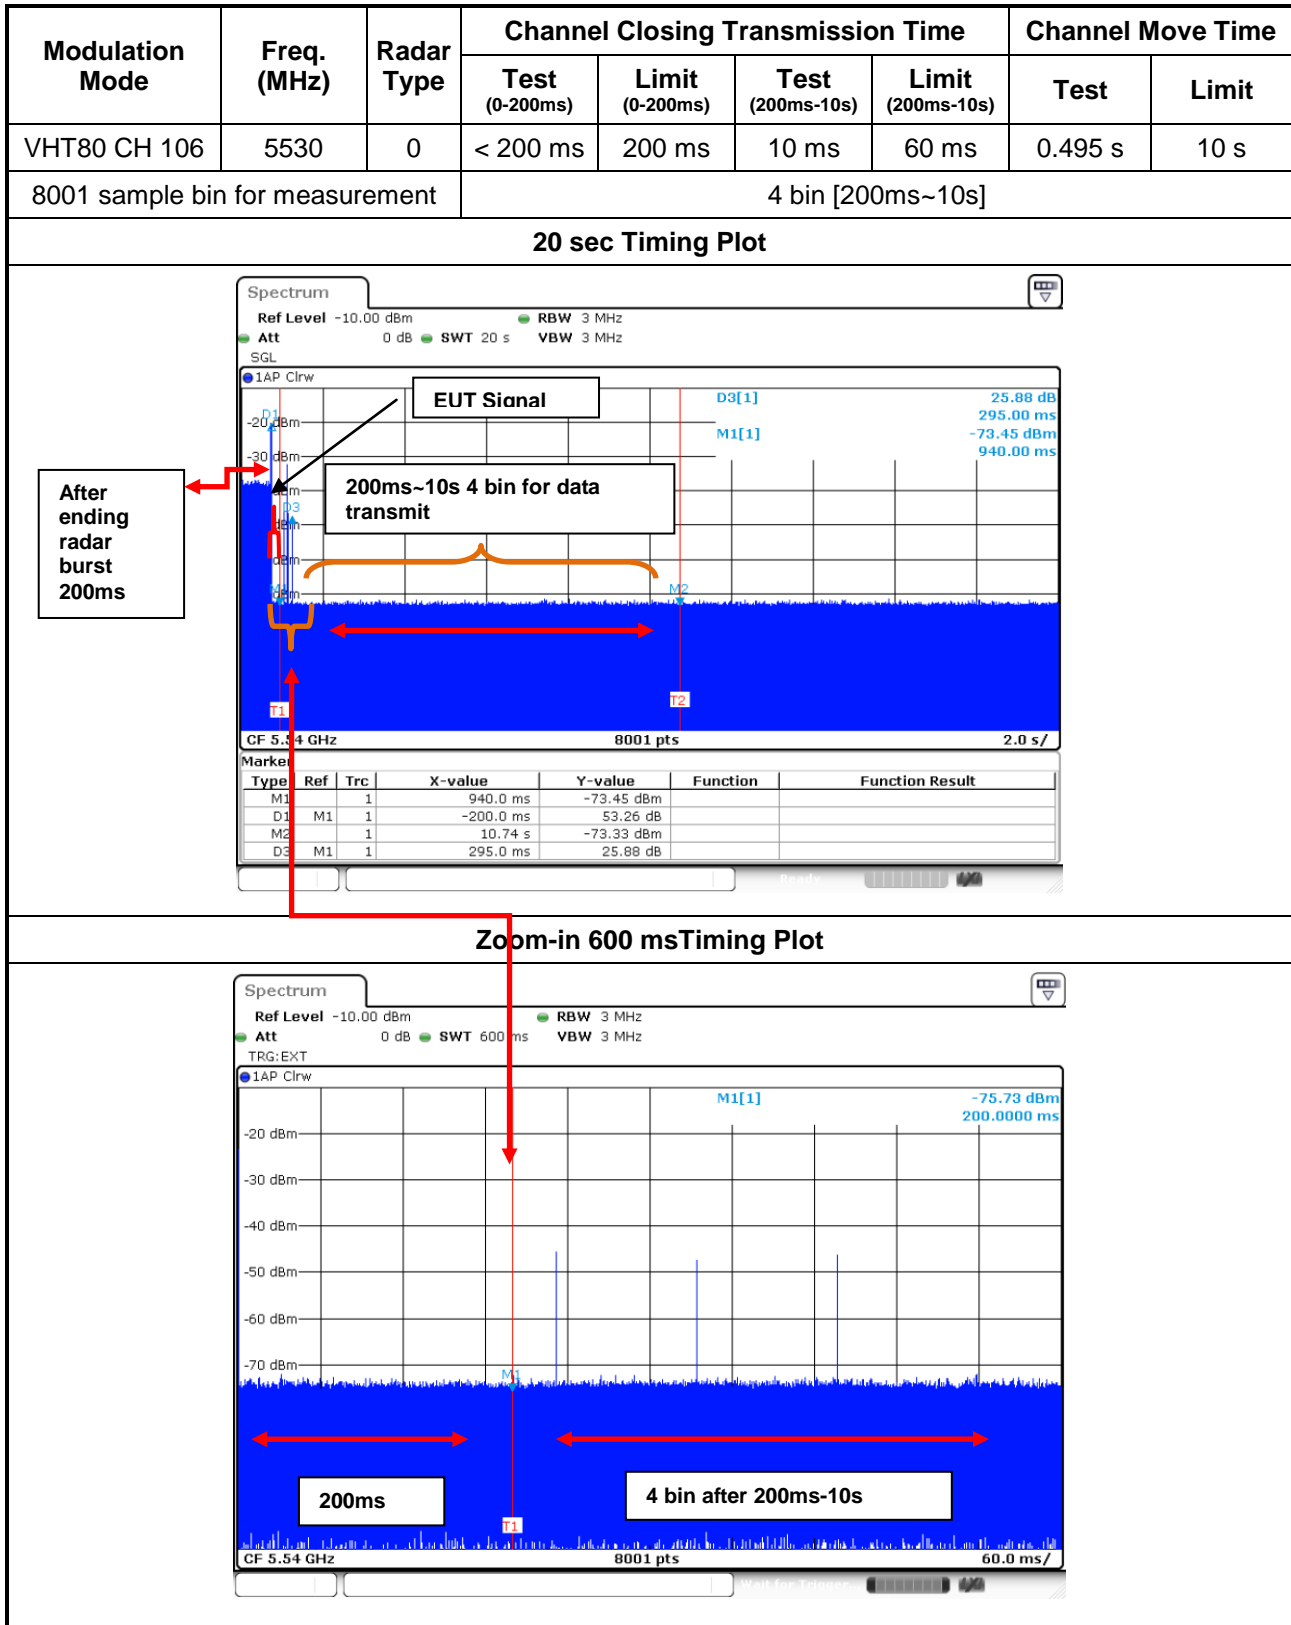 Modulation Mode
Freq. (MHz)
Radar Type
Channel Closing Transmission Time
Channel Move Time
Test (0-200ms)
Limit (0-200ms)
Test (200ms-10s)
Limit (200ms-10s)
Test
Limit
VHT80 CH 106
5530
0
< 200 ms
200 ms
10 ms
60 ms
0.495 s
10 s
8001 sample bin for measurement
4 bin [200ms~10s]
20 sec Timing Plot
Spectrum
Ref Level -10.00 dBm
RBW 3 MHz
Att 0 dB
SWT 20 s
VBW 3 MHz
SGL
1AP Clrw
EUT Signal
D3[1] 25.88 dB
295.00 ms
M1[1] -73.45 dBm
940.00 ms
D1
-20 dBm
-30 dBm
After
ending
radar
burst
200ms
200ms~10s 4 bin for data
transmit
dBm
D3
dBm
dBm
dBm
M2
T1
T2
CF 5.54 GHz
8001 pts
2.0 s/
Marker
Type Ref Trc X-value Y-value Function Function Result
M1 1 940.0 ms -73.45 dBm
D1 M1 1 -200.0 ms 53.26 dB
M2 1 10.74 s -73.33 dBm
D3 M1 1 295.0 ms 25.88 dB
Ready
Zoom-in 600 msTiming Plot
Spectrum
Ref Level -10.00 dBm
RBW 3 MHz
Att 0 dB
SWT 600 ms
VBW 3 MHz
TRG:EXT
1AP Clrw
M1[1] -75.73 dBm
200.0000 ms
-20 dBm
-30 dBm
-40 dBm
-50 dBm
-60 dBm
-70 dBm
M1
200ms
4 bin after 200ms-10s
T1
CF 5.54 GHz
8001 pts
60.0 ms/
Wait for Trigger